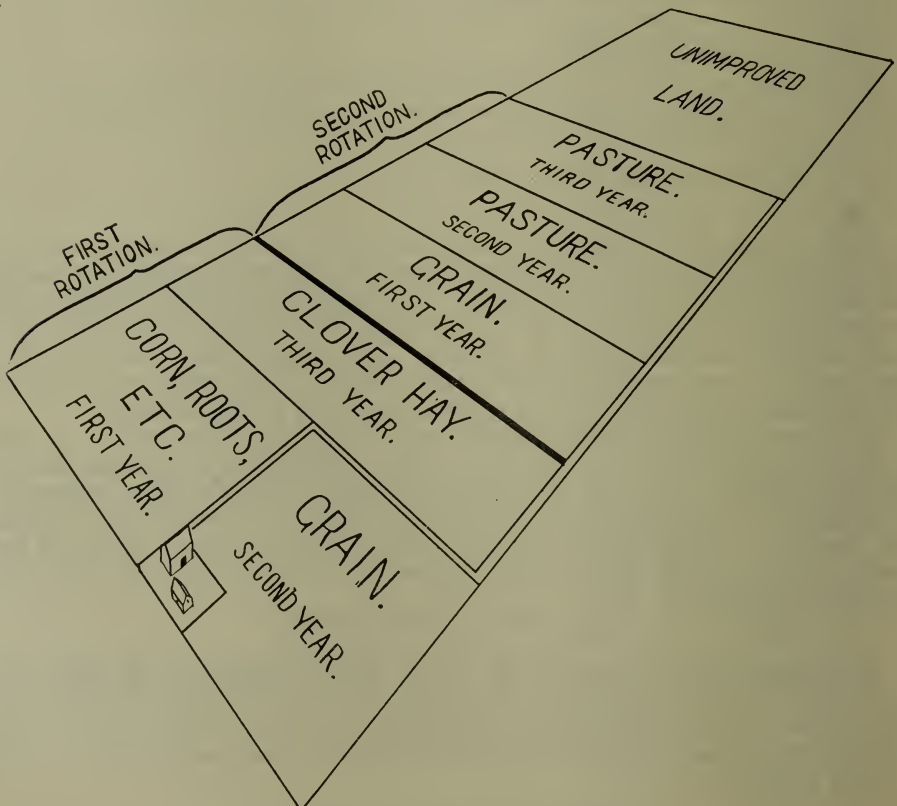 UNIMPROVED
LAND.
SECOND
ROTATION.
PASTURE.
THIRD YEAR.
PASTURE.
SECOND YEAR.
GRAIN.
FIRST YEAR.
FIRST
ROTATION.
CLOVER HAY.
THIRD YEAR.
CORN, ROOTS,
ETC.
FIRST YEAR.
GRAIN.
SECOND YEAR.